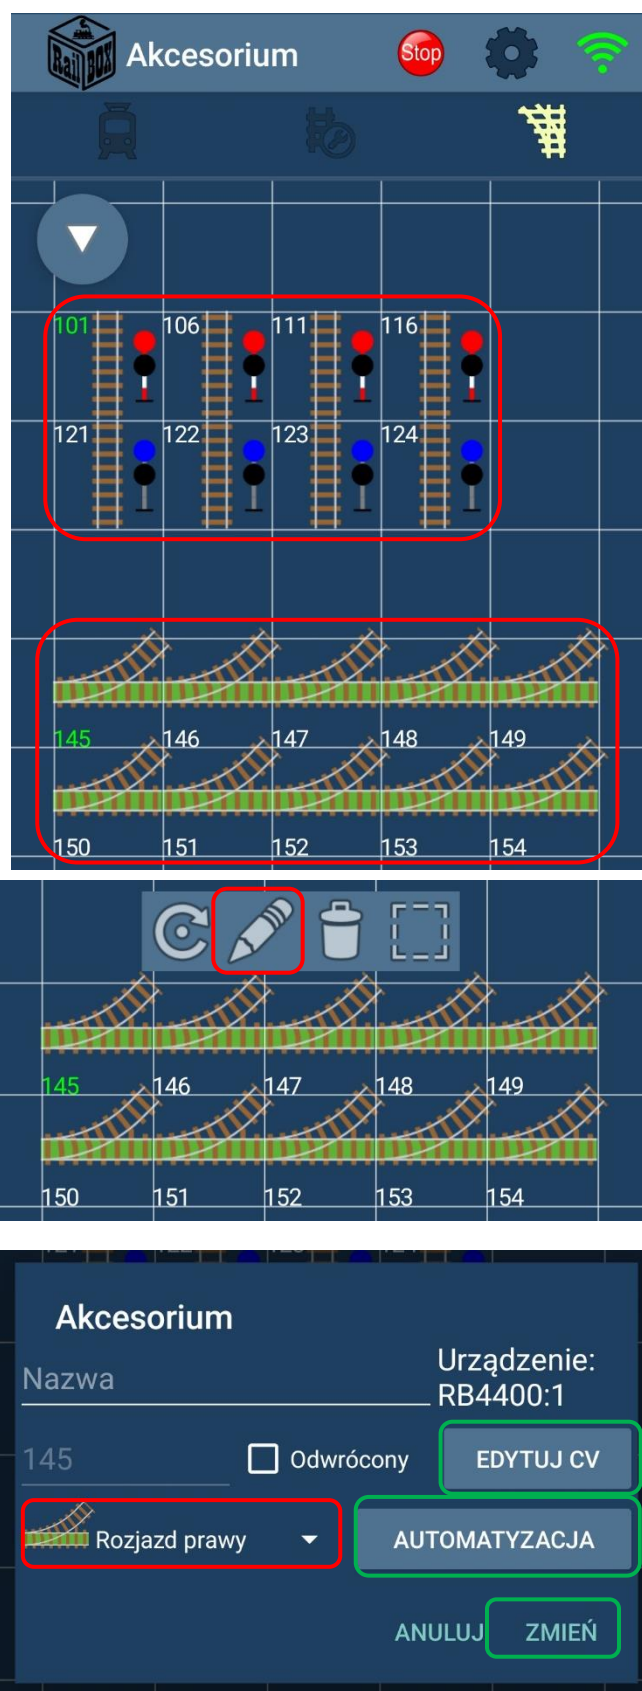 Rail BOX
Akcesorium
Stop
101 106 111 116
121 122 123 124
145 146 147 148 149
150 151 152 153 154
145 146 147 148 149
150 151 152 153 154
Akcesorium
Nazwa
Urządzenie:
RB4400:1
145
Odwrócony
EDYTUJ CV
Rozjazd prawy
AUTOMATYZACJA
ANULUJ
ZMIEŃ